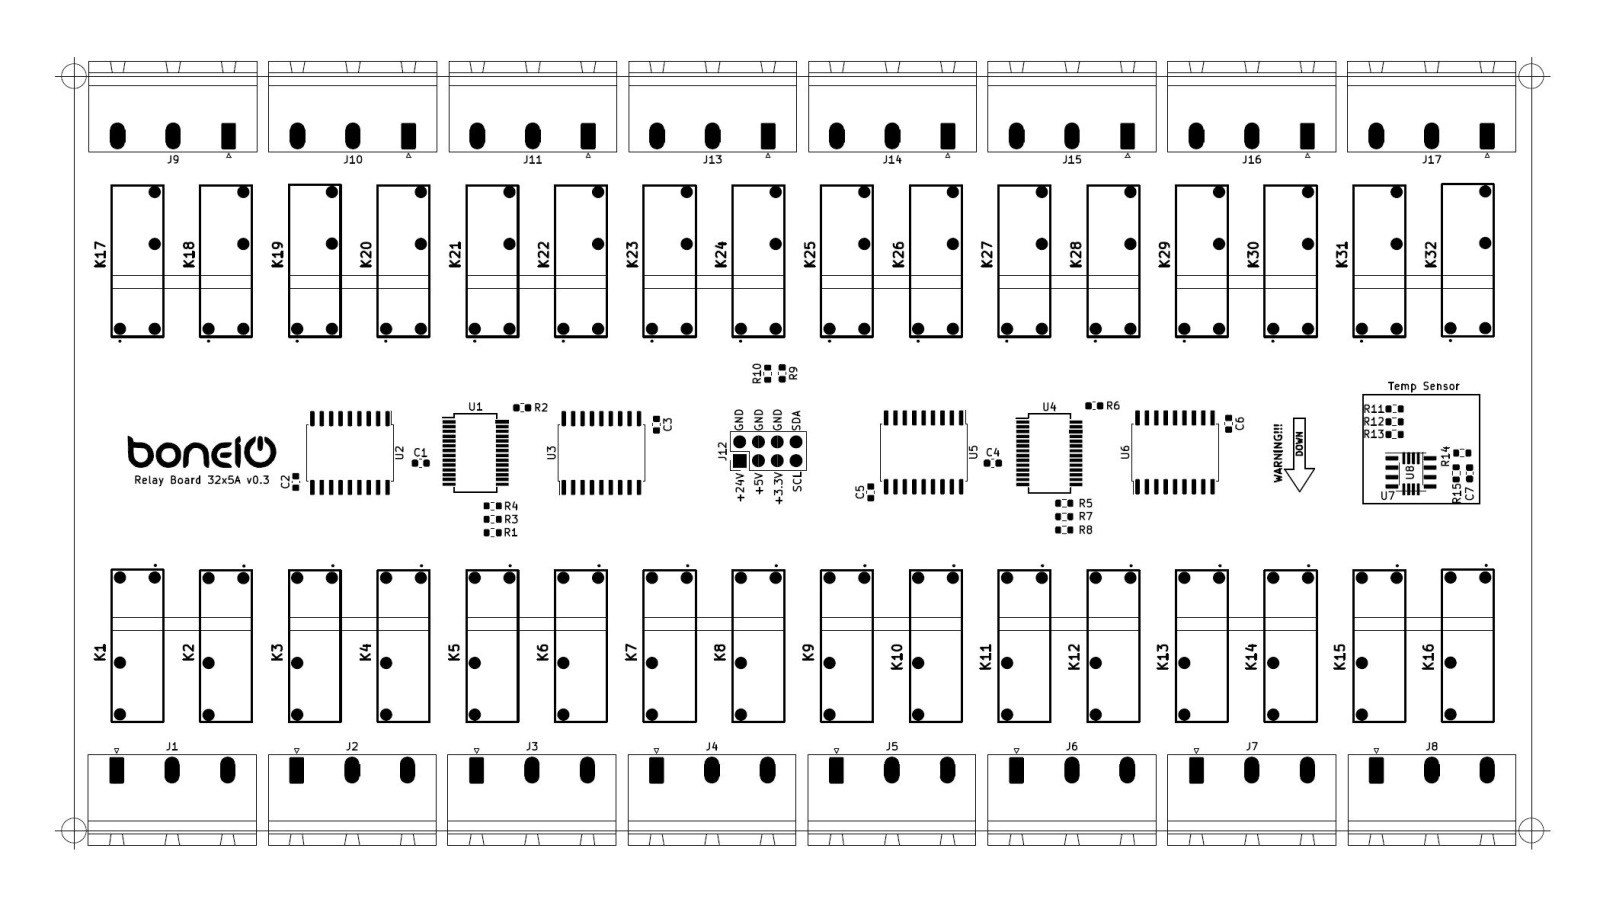 J9 J10 J11 J13 J14 J15 J16 J17
K17 K18 K19 K20 K21 K22 K23 K24 K25 K26 K27 K28 K29 K30 K31 K32
R10 R9
Temp Sensor
U1 R2 U4 R6
R11
R12
R13
boneIO
Relay Board 32x5A v0.3
C2 U2 C1 U3 C3
GND GND GND SDA
J12
+24V +5V +3.3V SCL
C5 U5 C4 U6 C6
WARNING!!!
DOWN
R14
U8
U7 R15 C7
R4
R3
R1
R5
R7
R8
K1 K2 K3 K4 K5 K6 K7 K8 K9 K10 K11 K12 K13 K14 K15 K16
J1 J2 J3 J4 J5 J6 J7 J8